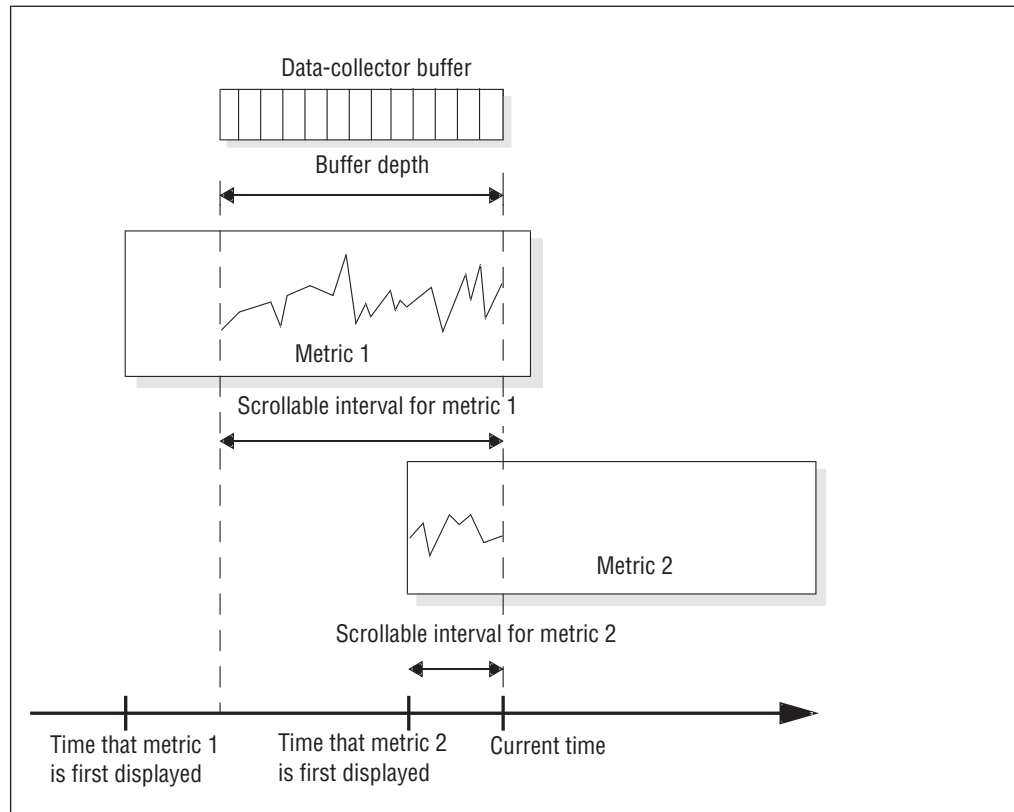 Data-collector buffer
Buffer depth
Metric 1
Scrollable interval for metric 1
Metric 2
Scrollable interval for metric 2
Time that metric 1
is first displayed
Time that metric 2
is first displayed
Current time